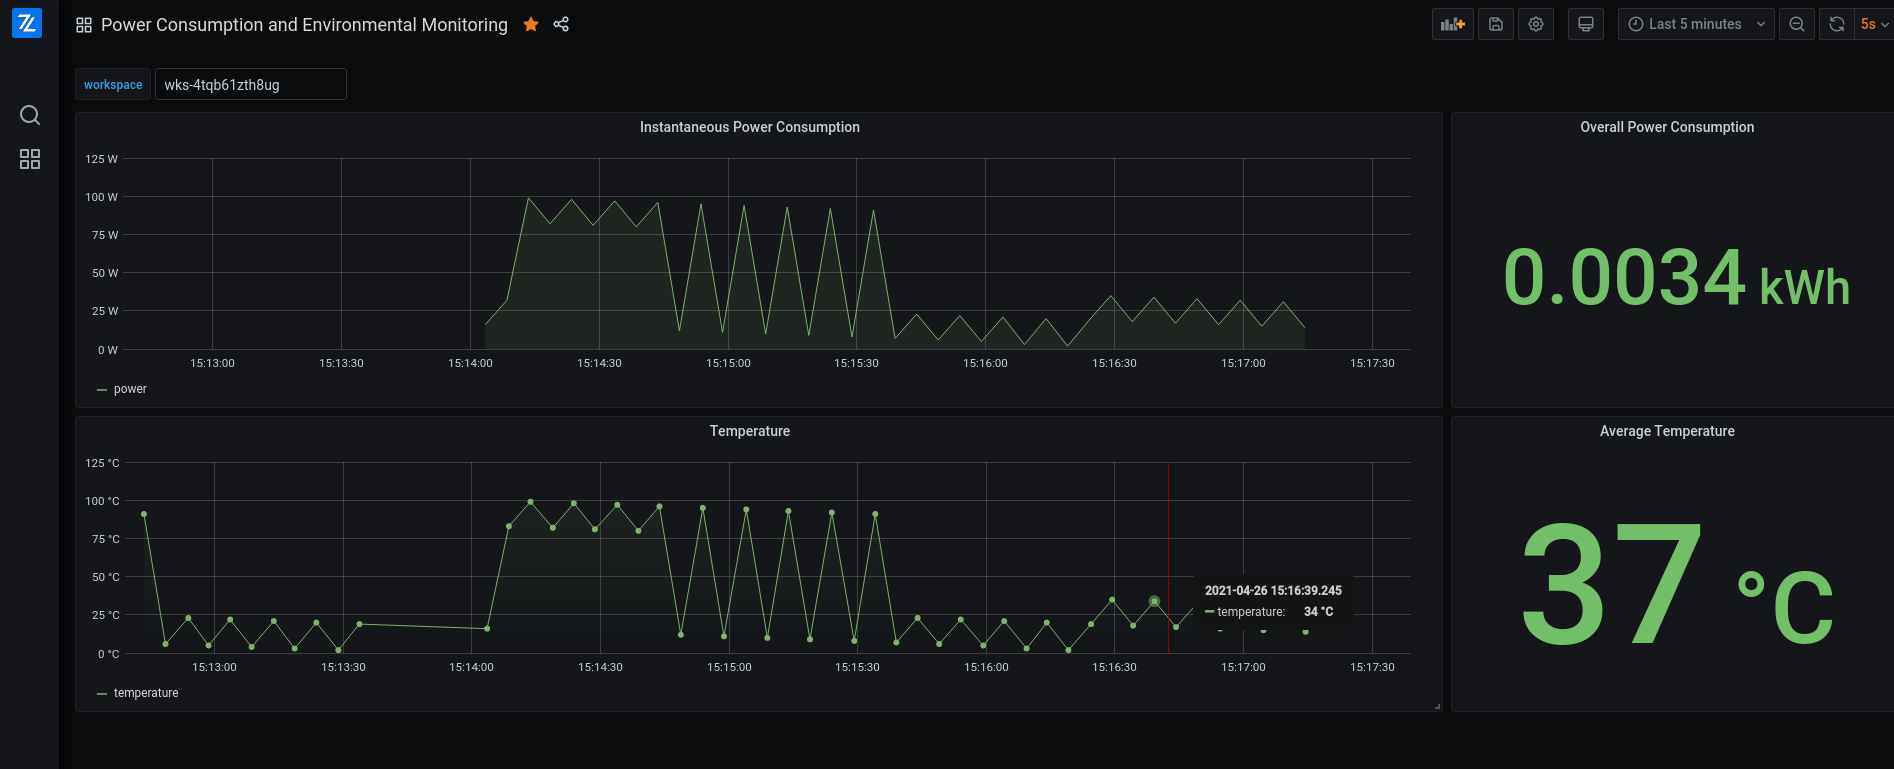 Power Consumption and Environmental Monitoring
Last 5 minutes
5s
workspace
wks-4tqb61zth8ug
Instantaneous Power Consumption
125 W
100 W
75 W
50 W
25 W
0 W
15:13:00 15:13:30 15:14:00 15:14:30 15:15:00 15:15:30 15:16:00 15:16:30 15:17:00 15:17:30
power
Overall Power Consumption
0.0034 kWh
Temperature
125 °C
100 °C
75 °C
50 °C
25 °C
0 °C
2021-04-26 15:16:39.245
temperature: 34 °C
15:13:00 15:13:30 15:14:00 15:14:30 15:15:00 15:15:30 15:16:00 15:16:30 15:17:00 15:17:30
temperature
Average Temperature
37 °C